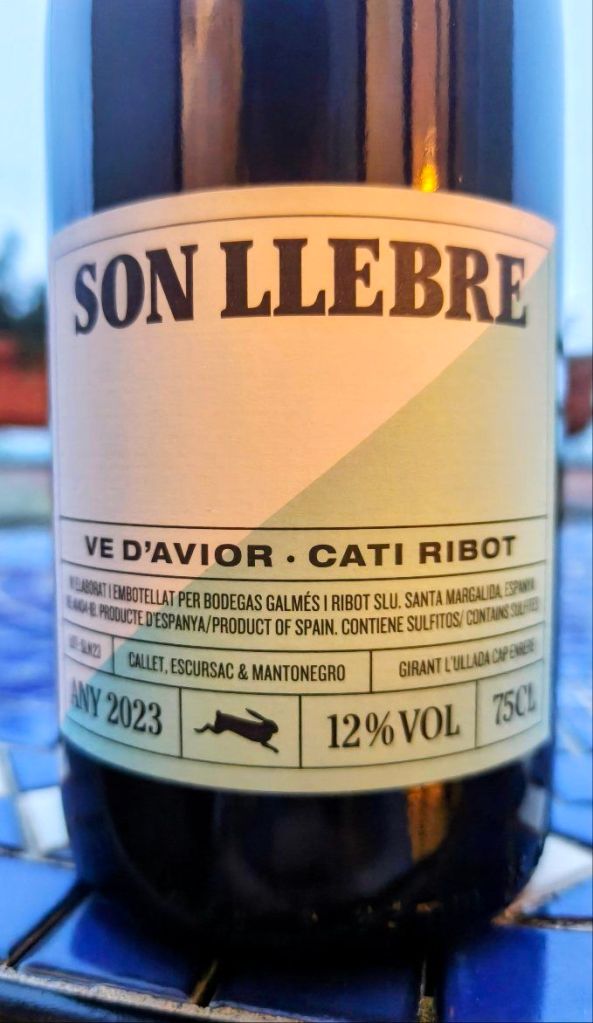 SON LLEBRE
VE D'AVIOR · CATI RIBOT
VI ELABORAT I EMBOTELLAT PER BODEGAS GALMÉS I RIBOT SLU. SANTA MARGALIDA. ESPANYA
PRODUCTE D'ESPANYA/PRODUCT OF SPAIN. CONTIENE SULFITOS/ CONTAINS SULFITES
LOT: SLN23
CALLET, ESCURSAC & MANTONEGRO
GIRANT L'ULLADA CAP ENRERE
ANY 2023
12%VOL
75CL